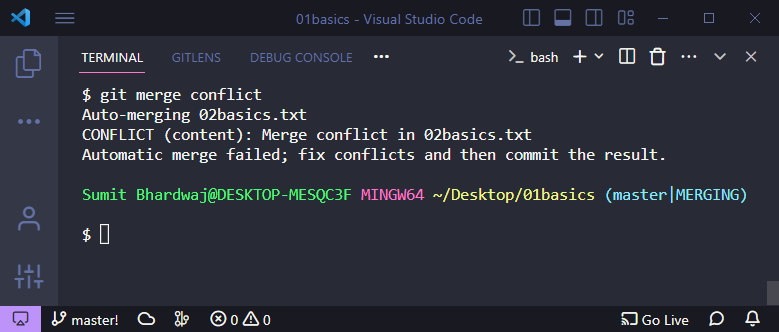 01basics - Visual Studio Code
TERMINAL GITLENS DEBUG CONSOLE ··· bash
$ git merge conflict
Auto-merging 02basics.txt
CONFLICT (content): Merge conflict in 02basics.txt
Automatic merge failed; fix conflicts and then commit the result.
Sumit Bhardwaj@DESKTOP-MESQC3F MINGW64 ~/Desktop/01basics (master|MERGING)
$
master! 0 0 Go Live